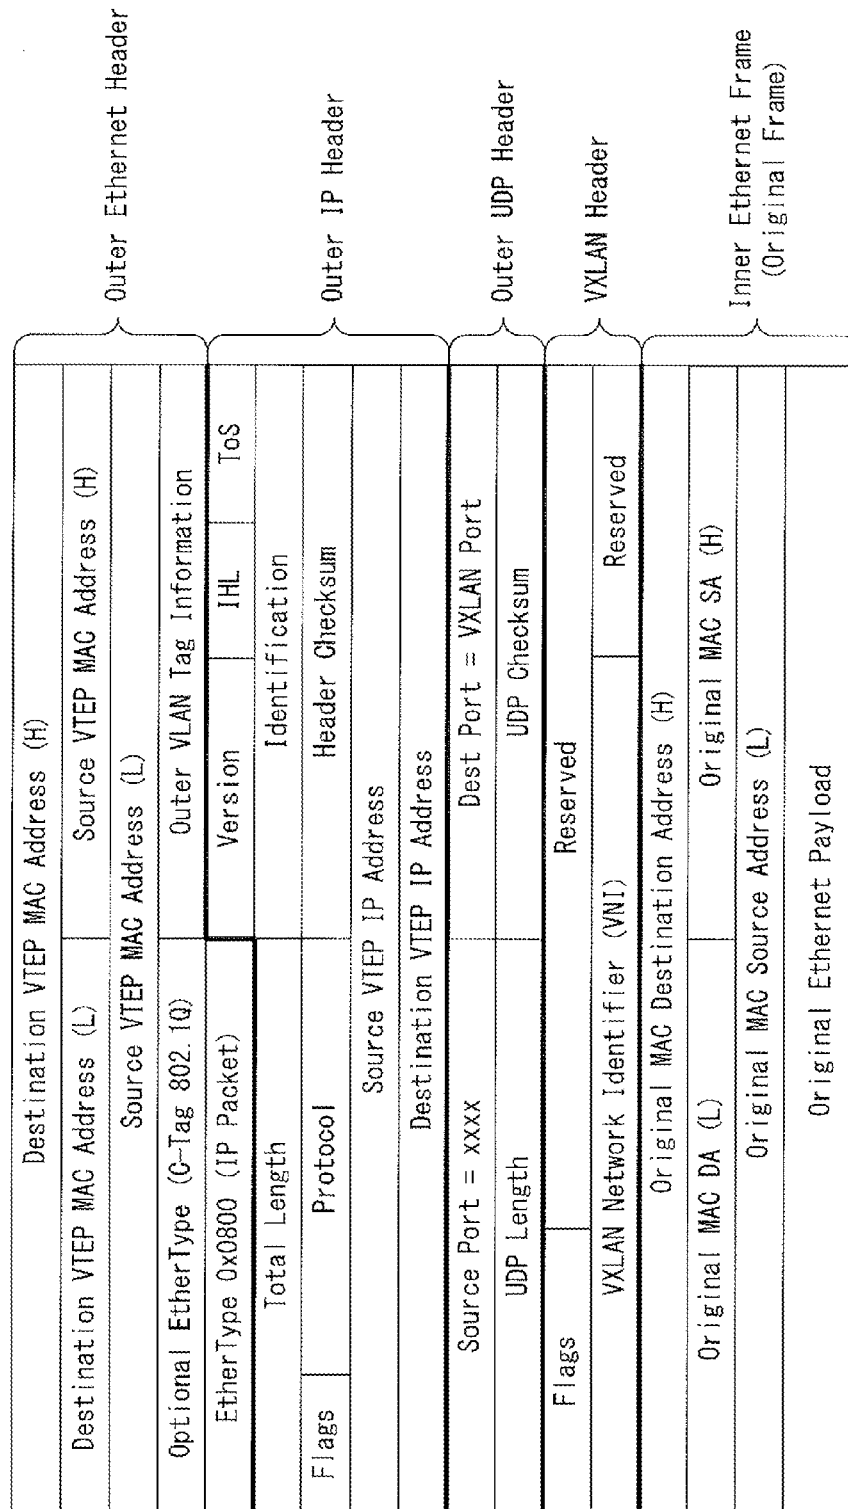 Destination VTEP MAC Address (H)
Destination VTEP MAC Address (L)
Source VTEP MAC Address (H)
Source VTEP MAC Address (L)
Optional EtherType (C-Tag 802.1Q)
Outer VLAN Tag Information
Outer Ethernet Header
EtherType 0x0800 (IP Packet)
Version
IHL
ToS
Total Length
Identification
Flags
Protocol
Header Checksum
Source VTEP IP Address
Destination VTEP IP Address
Outer IP Header
Source Port = xxxx
Dest Port = VXLAN Port
UDP Length
UDP Checksum
Outer UDP Header
Flags
Reserved
VXLAN Network Identifier (VNI)
Reserved
VXLAN Header
Original MAC Destination Address (H)
Original MAC DA (L)
Original MAC SA (H)
Original MAC Source Address (L)
Original Ethernet Payload
Inner Ethernet Frame
(Original Frame)